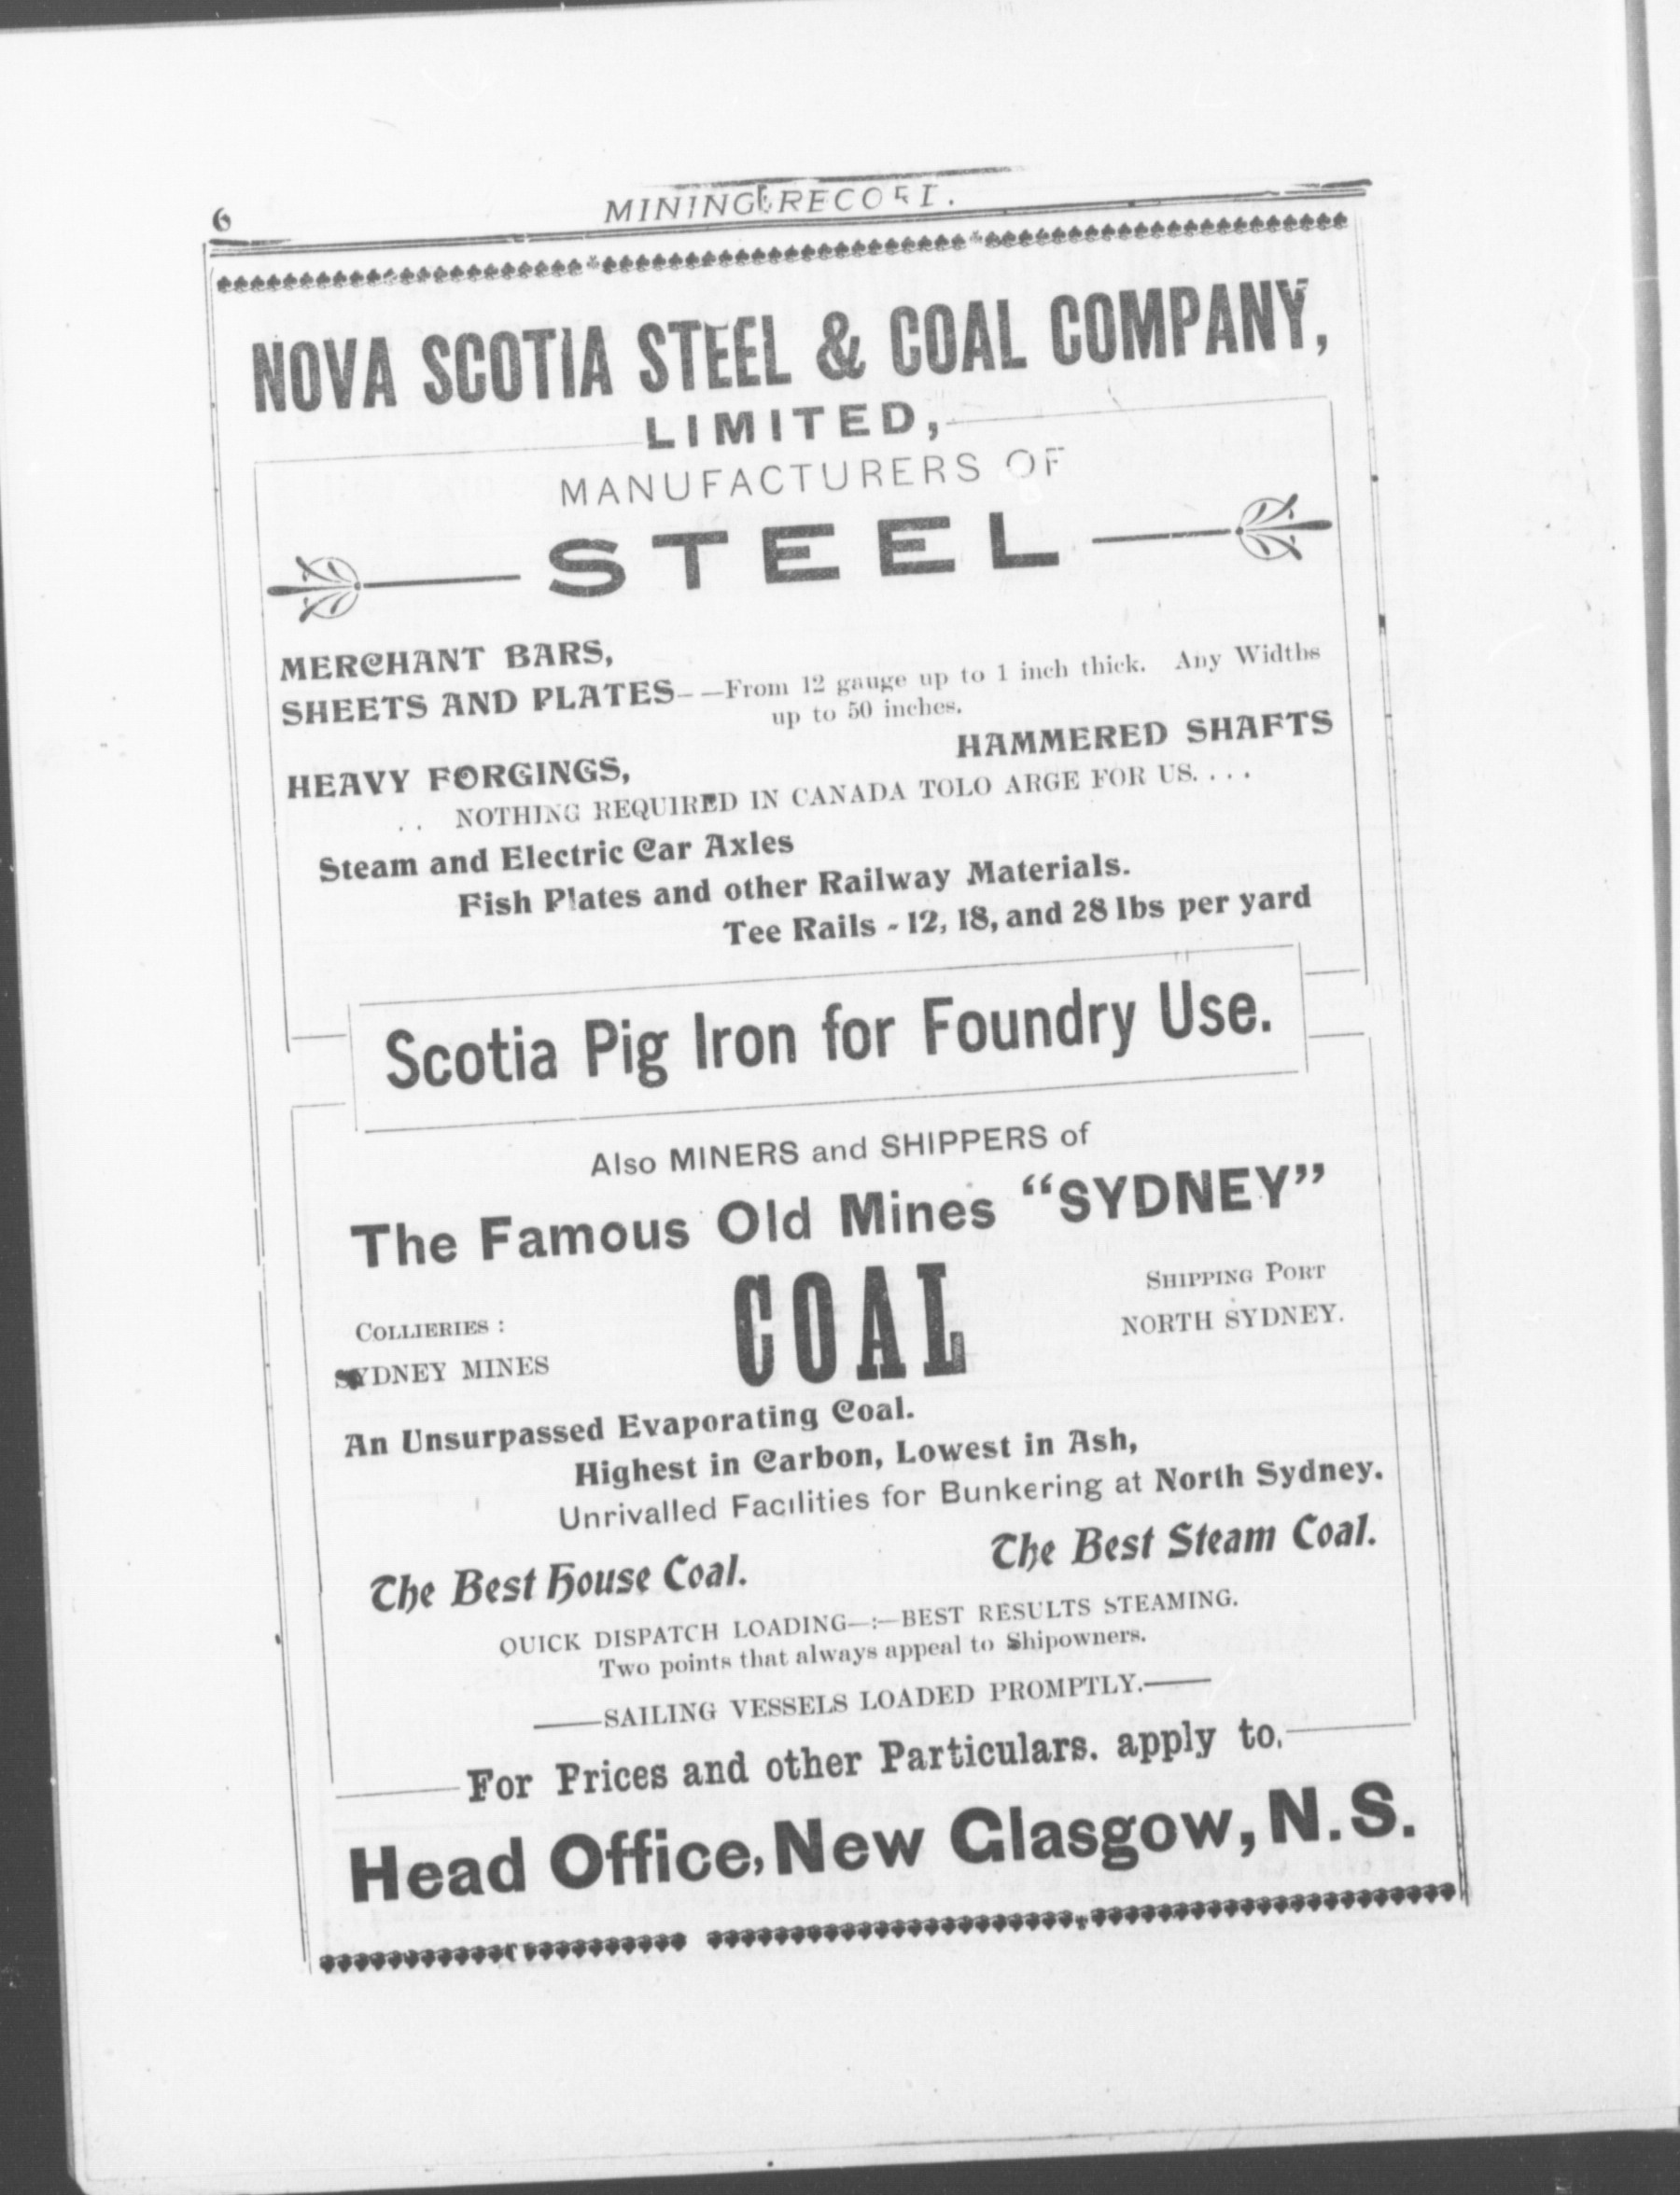 6
MINING RECORD.
NOVA SCOTIA STEEL & COAL COMPANY,
LIMITED,
MANUFACTURERS OF
STEEL
MERCHANT BARS,
SHEETS AND PLATES-—From 12 gauge up to 1 inch thick. Any Widths
up to 50 inches.
HEAVY FORGINGS, HAMMERED SHAFTS
. . NOTHING REQUIRED IN CANADA TOLO ARGE FOR US. . . .
Steam and Electric Car Axles
Fish Plates and other Railway Materials.
Tee Rails - 12, 18, and 28 lbs per yard
Scotia Pig Iron for Foundry Use.
Also MINERS and SHIPPERS of
The Famous Old Mines “SYDNEY”
COAL
COLLIERIES :
SYDNEY MINES
SHIPPING PORT
NORTH SYDNEY.
An Unsurpassed Evaporating Coal.
Highest in Carbon, Lowest in Ash,
Unrivalled Facilities for Bunkering at North Sydney.
The Best House Coal. The Best Steam Coal.
QUICK DISPATCH LOADING—:—BEST RESULTS STEAMING.
Two points that always appeal to Shipowners.
——SAILING VESSELS LOADED PROMPTLY.——
For Prices and other Particulars. apply to.
Head Office, New Glasgow, N.S.